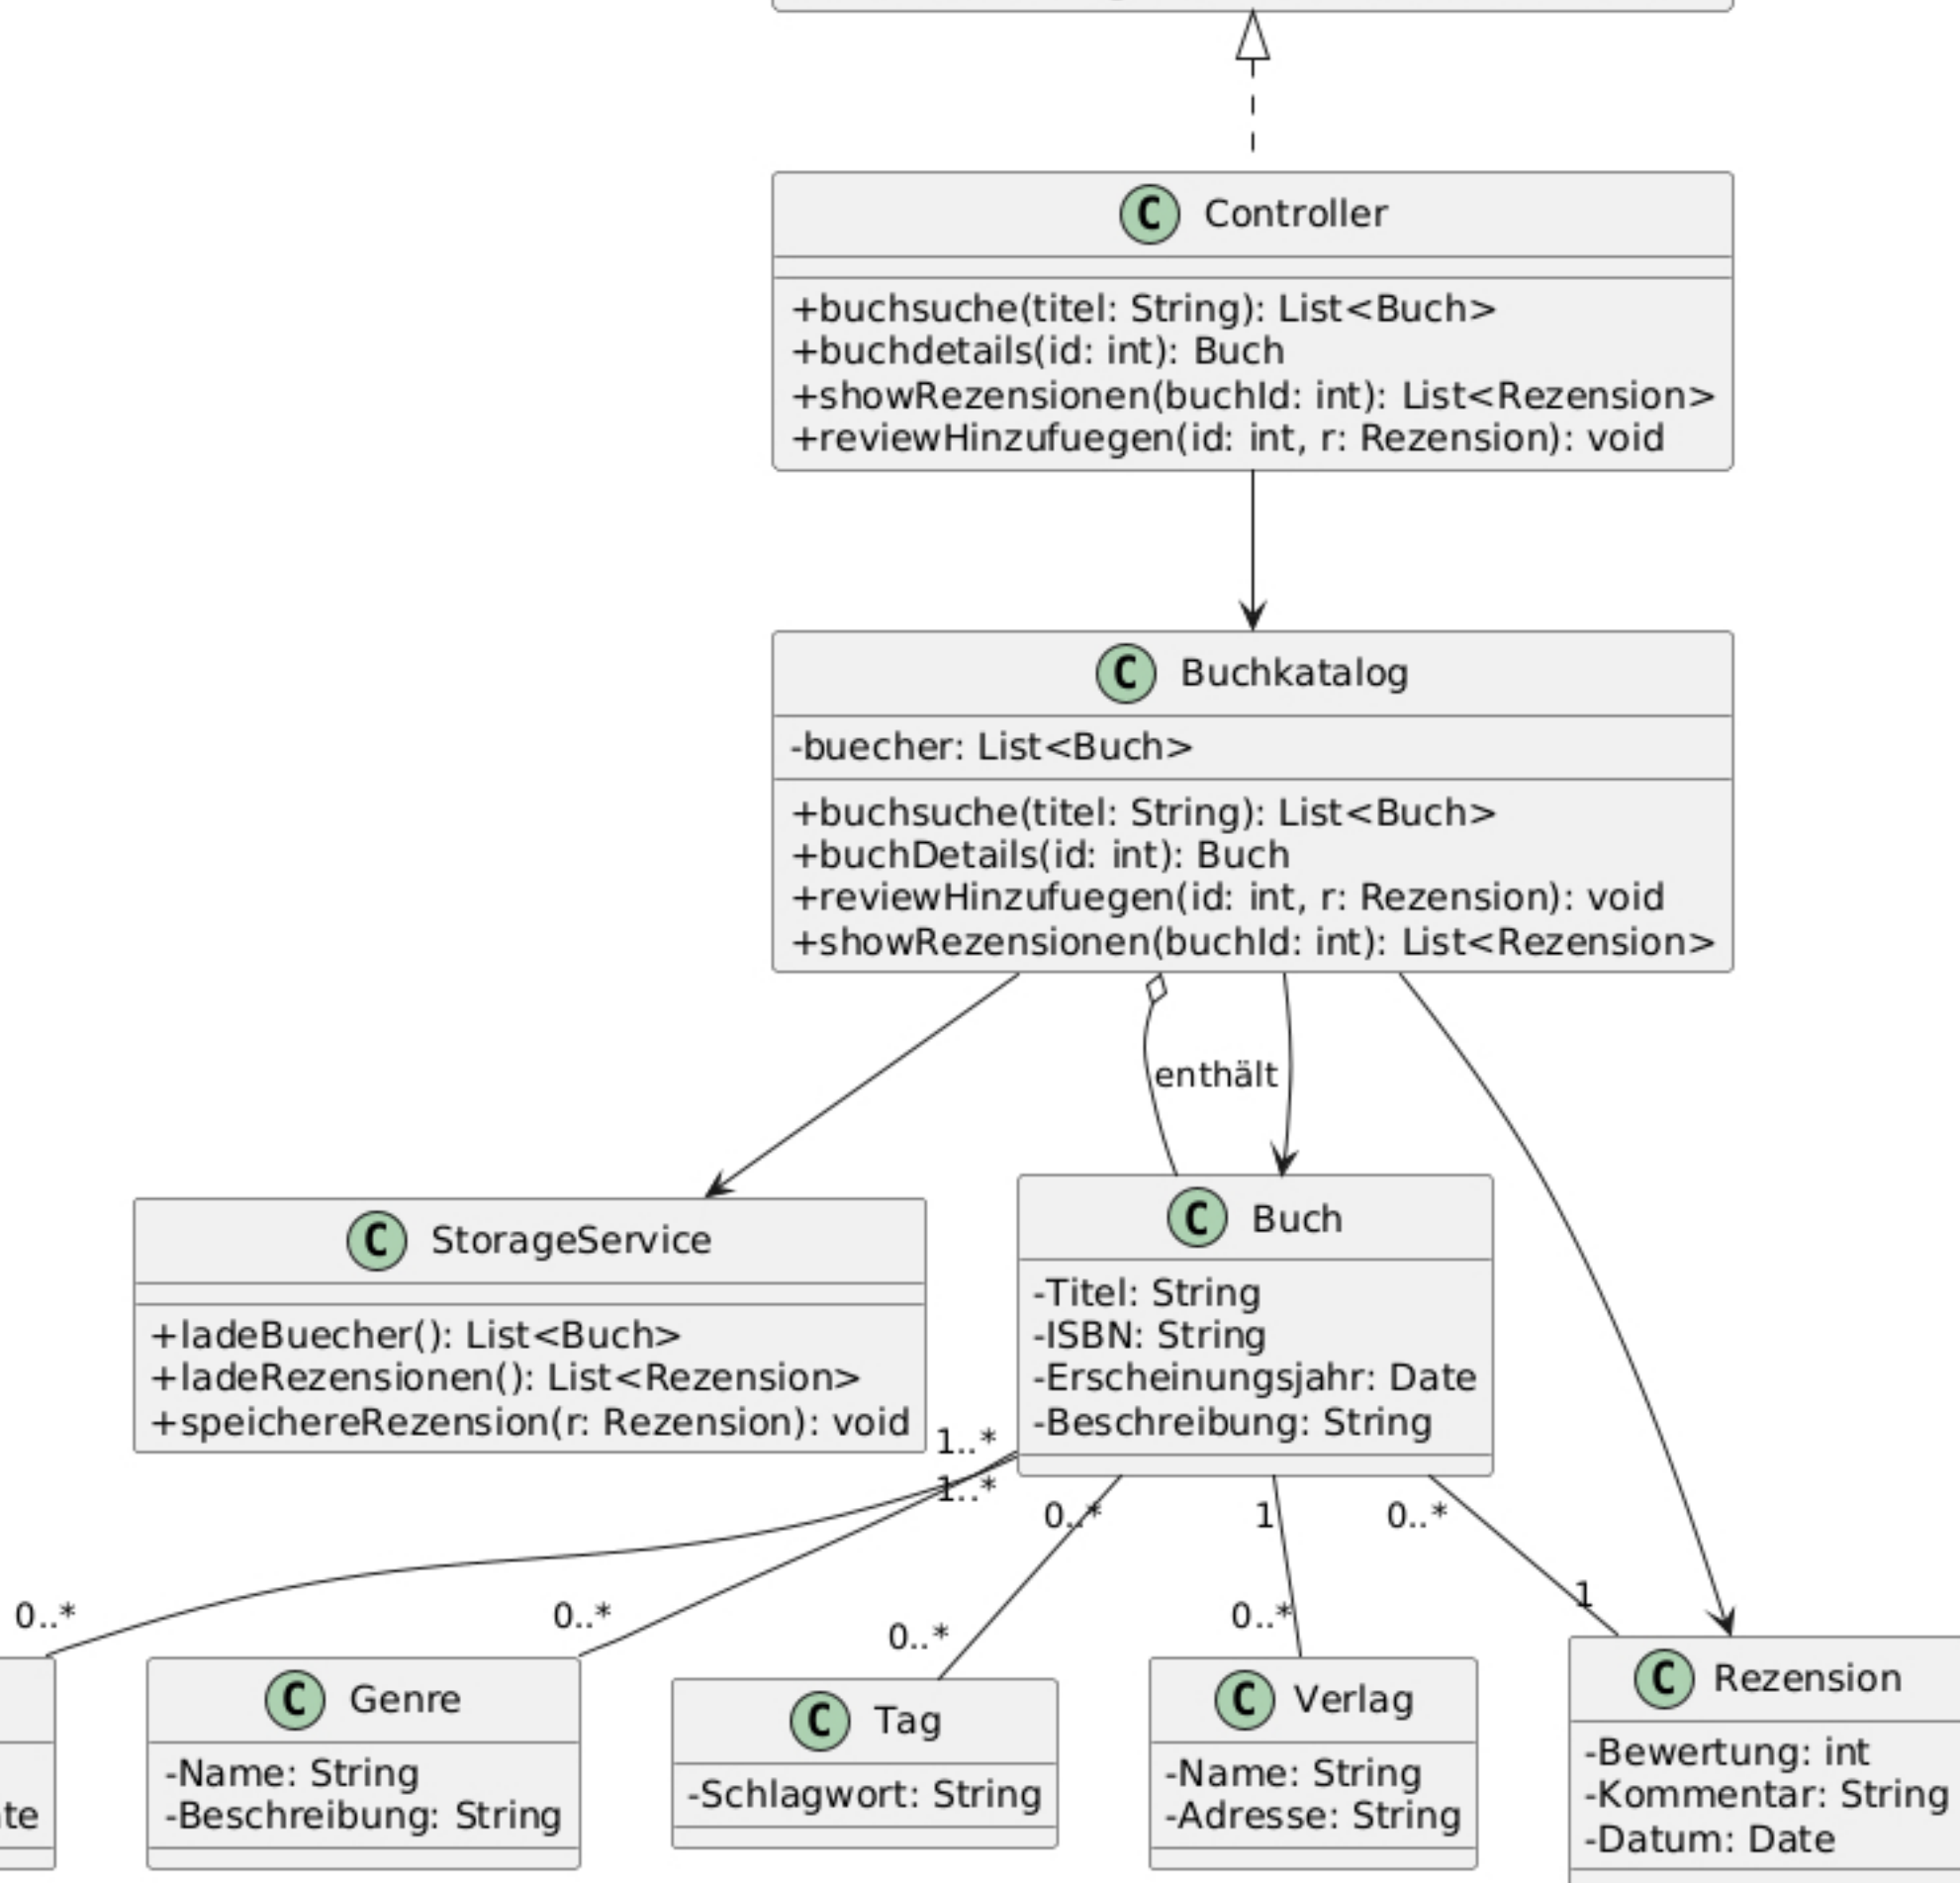 C Controller
+buchsuche(titel: String): List<Buch>
+buchdetails(id: int): Buch
+showRezensionen(buchId: int): List<Rezension>
+reviewHinzufuegen(id: int, r: Rezension): void
C Buchkatalog
-buecher: List<Buch>
+buchsuche(titel: String): List<Buch>
+buchDetails(id: int): Buch
+reviewHinzufuegen(id: int, r: Rezension): void
+showRezensionen(buchId: int): List<Rezension>
enthält
C StorageService
+ladeBuecher(): List<Buch>
+ladeRezensionen(): List<Rezension>
+speichereRezension(r: Rezension): void
C Buch
-Titel: String
-ISBN: String
-Erscheinungsjahr: Date
-Beschreibung: String
1..*
1..*
0..*
1
0..*
0..*
0..*
0..*
0..*
1
te
C Genre
-Name: String
-Beschreibung: String
C Tag
-Schlagwort: String
C Verlag
-Name: String
-Adresse: String
C Rezension
-Bewertung: int
-Kommentar: String
-Datum: Date